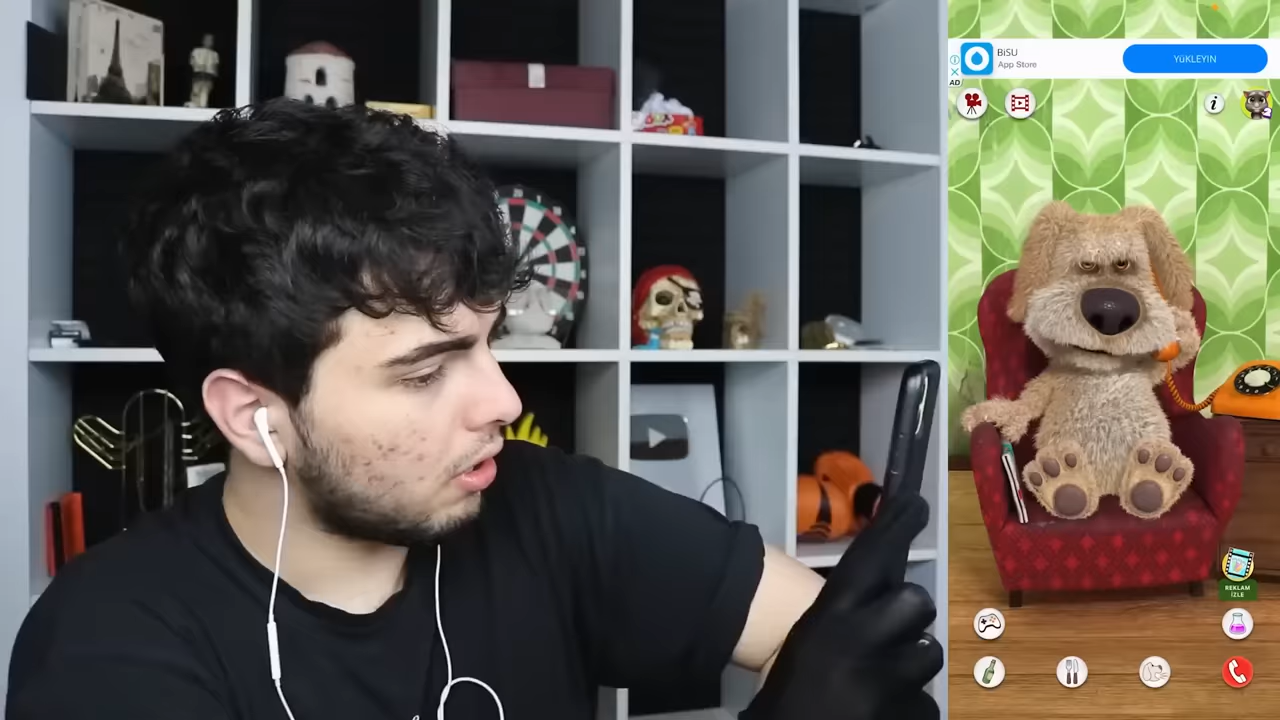 BiSU
App Store
YÜKLEYIN
AD
i
REKLAM
İZLE